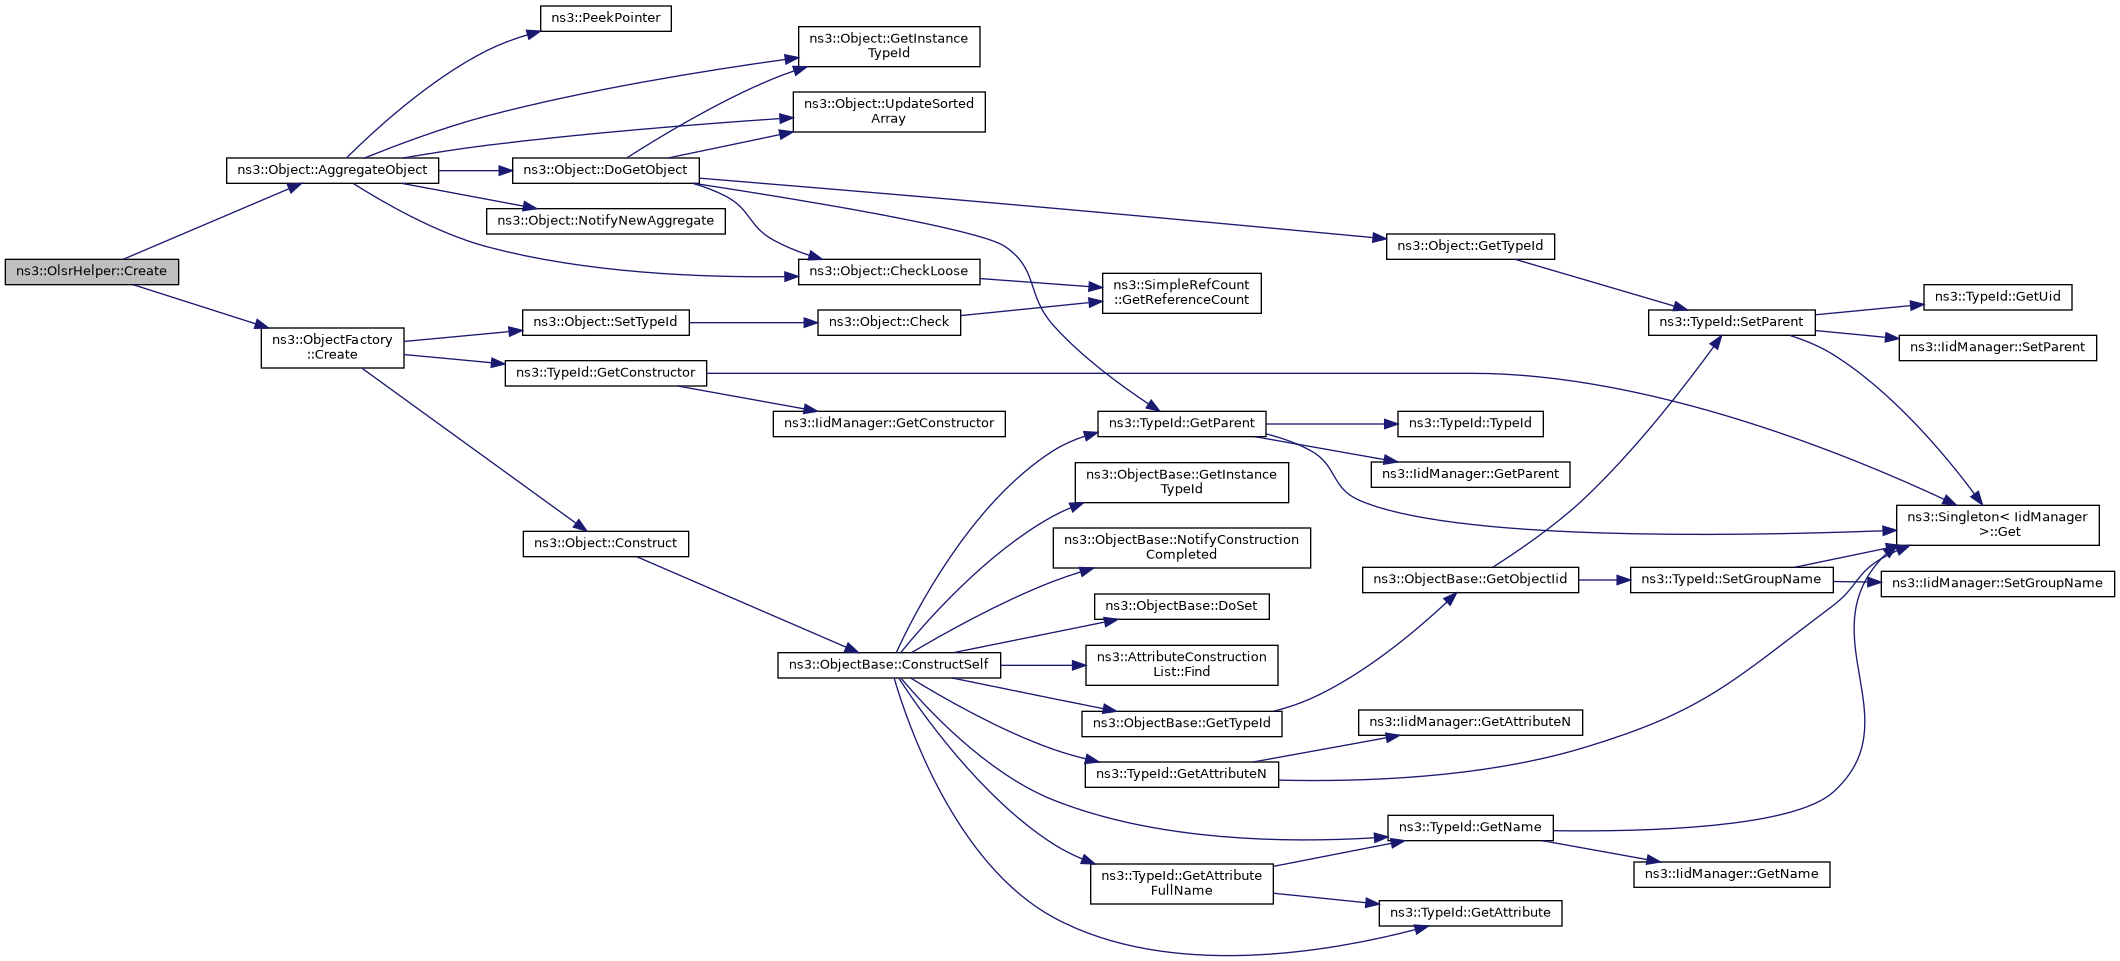 ns3::PeekPointer
ns3::Object::GetInstance
TypeId
ns3::Object::UpdateSorted
Array
ns3::Object::AggregateObject
ns3::Object::DoGetObject
ns3::Object::NotifyNewAggregate
ns3::Object::GetTypeId
ns3::OlsrHelper::Create
ns3::Object::CheckLoose
ns3::SimpleRefCount
::GetReferenceCount
ns3::TypeId::GetUid
ns3::Object::SetTypeId
ns3::Object::Check
ns3::TypeId::SetParent
ns3::IidManager::SetParent
ns3::ObjectFactory
::Create
ns3::TypeId::GetConstructor
ns3::IidManager::GetConstructor
ns3::TypeId::GetParent
ns3::TypeId::TypeId
ns3::IidManager::GetParent
ns3::ObjectBase::GetInstance
TypeId
ns3::Singleton< IidManager
>::Get
ns3::Object::Construct
ns3::ObjectBase::NotifyConstruction
Completed
ns3::ObjectBase::GetObjectIid
ns3::TypeId::SetGroupName
ns3::IidManager::SetGroupName
ns3::ObjectBase::DoSet
ns3::ObjectBase::ConstructSelf
ns3::AttributeConstruction
List::Find
ns3::ObjectBase::GetTypeId
ns3::IidManager::GetAttributeN
ns3::TypeId::GetAttributeN
ns3::TypeId::GetName
ns3::IidManager::GetName
ns3::TypeId::GetAttribute
FullName
ns3::TypeId::GetAttribute